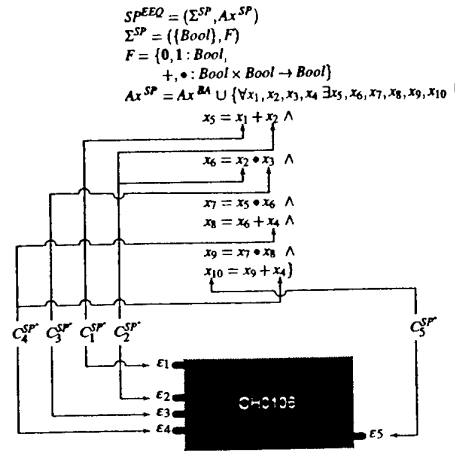 SP^{EEQ} = (Σ^{SP}, Ax^{SP})
Σ^{SP} = ({Bool}, F)
F = {0, 1 : Bool,
+, • : Bool × Bool → Bool}
Ax^{SP} = Ax^{BA} ∪ {∀x₁, x₂, x₃, x₄ ∃x₅, x₆, x₇, x₈, x₉, x₁₀
x₅ = x₁ + x₂ ∧
x₆ = x₂ • x₃ ∧
x₇ = x₅ • x₆ ∧
x₈ = x₆ + x₄ ∧
x₉ = x₇ • x₈ ∧
x₁₀ = x₉ + x₄}
C₄^{SP*} C₃^{SP*} C₁^{SP*} C₂^{SP*} C₅^{SP*}
ε1
ε2
ε3
ε4
ε5